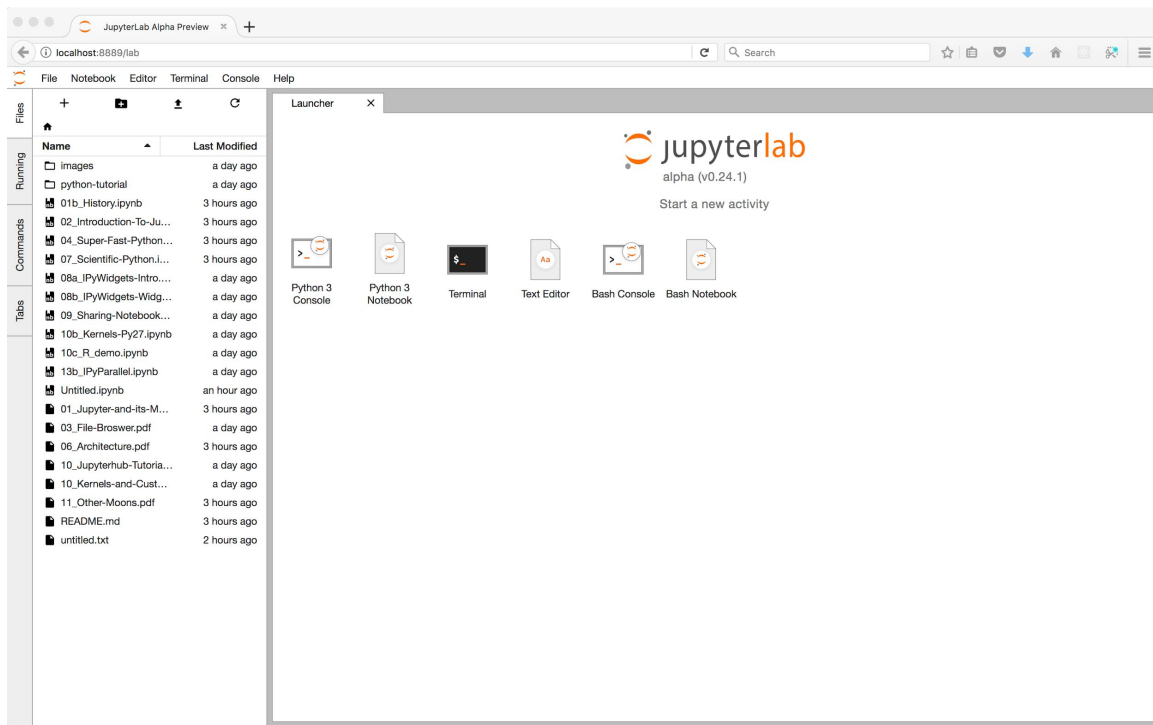 JupyterLab Alpha Preview
localhost:8889/lab
Search
File Notebook Editor Terminal Console Help
Files
Running
Commands
Tabs
Name Last Modified
images a day ago
python-tutorial a day ago
01b_History.ipynb 3 hours ago
02_Introduction-To-Ju... 3 hours ago
04_Super-Fast-Python... 3 hours ago
07_Scientific-Python.i... 3 hours ago
08a_IPyWidgets-Intro.... a day ago
08b_IPyWidgets-Widg... a day ago
09_Sharing-Notebook... a day ago
10b_Kernels-Py27.ipynb a day ago
10c_R_demo.ipynb a day ago
13b_IPyParallel.ipynb a day ago
Untitled.ipynb an hour ago
01_Jupyter-and-its-M... 3 hours ago
03_File-Broswer.pdf a day ago
06_Architecture.pdf 3 hours ago
10_Jupyterhub-Tutoria... a day ago
10_Kernels-and-Cust... a day ago
11_Other-Moons.pdf 3 hours ago
README.md 3 hours ago
untitled.txt 2 hours ago
Launcher
jupyterlab
alpha (v0.24.1)
Start a new activity
>_
$_
Aa
>_
Python 3
Console
Python 3
Notebook
Terminal
Text Editor
Bash Console
Bash Notebook